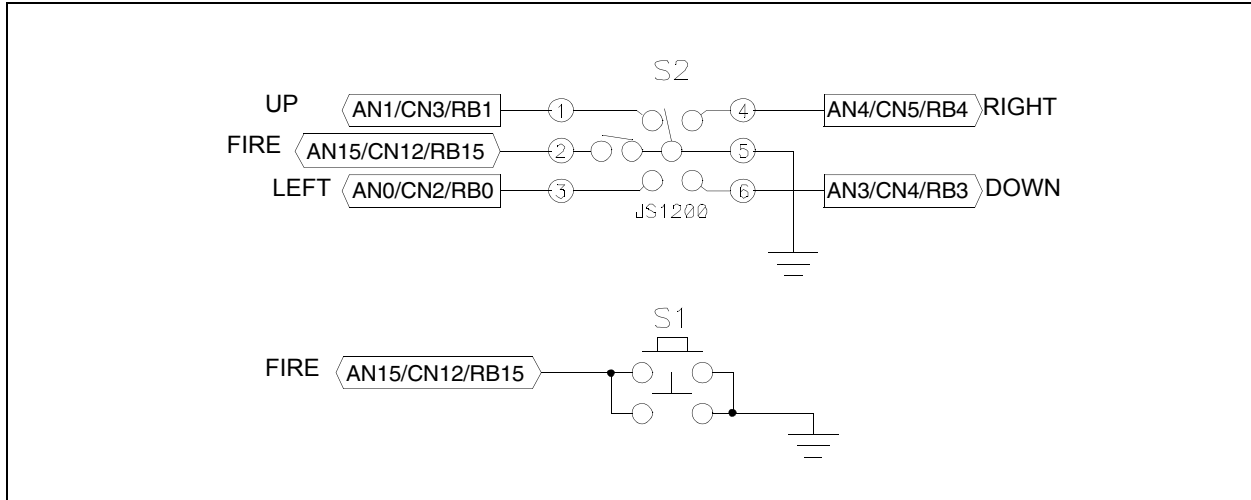 S2
UP AN1/CN3/RB1 1 4 AN4/CN5/RB4 RIGHT
FIRE AN15/CN12/RB15 2 5
LEFT AN0/CN2/RB0 3 6 AN3/CN4/RB3 DOWN
JS1200
S1
FIRE AN15/CN12/RB15